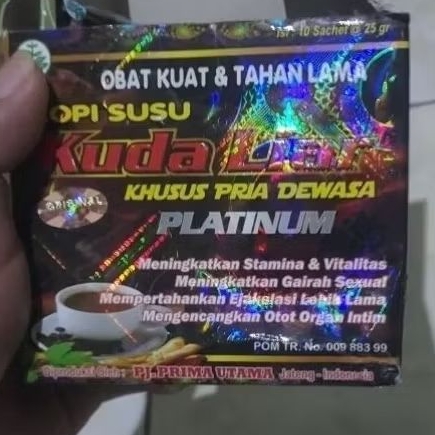 Isi : 10 Sachet @ 25 gr
OBAT KUAT & TAHAN LAMA
OPI SUSU
Kuda Liar
KHUSUS PRIA DEWASA
ORIGINAL
PLATINUM
Meningkatkan Stamina & Vitalitas
Meningkatkan Gairah Sexual
Mempertahankan Ejakulasi Lebih Lama
Mengencangkan Otot Organ Intim
POM TR. No. 009 883 99
Diproduksi Oleh : PJ. PRIMA UTAMA Jateng - Indonesia